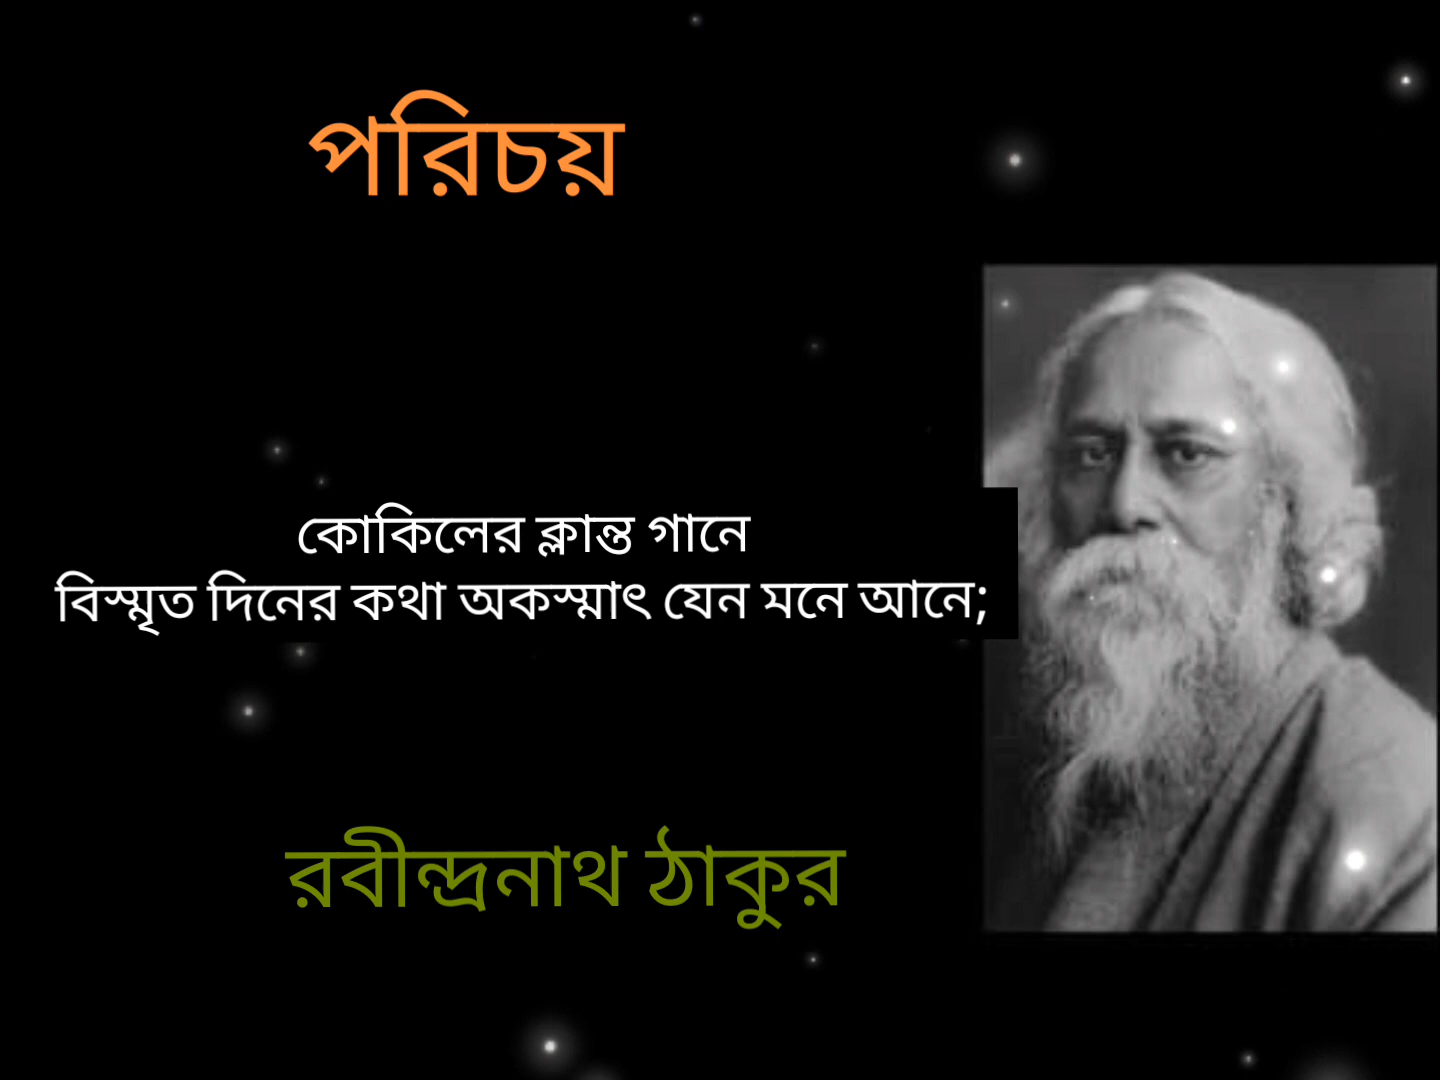 পরিচয়
কোকিলের ক্লান্ত গানে
বিস্মৃত দিনের কথা অকস্মাৎ যেন মনে আনে;
রবীন্দ্রনাথ ঠাকুর